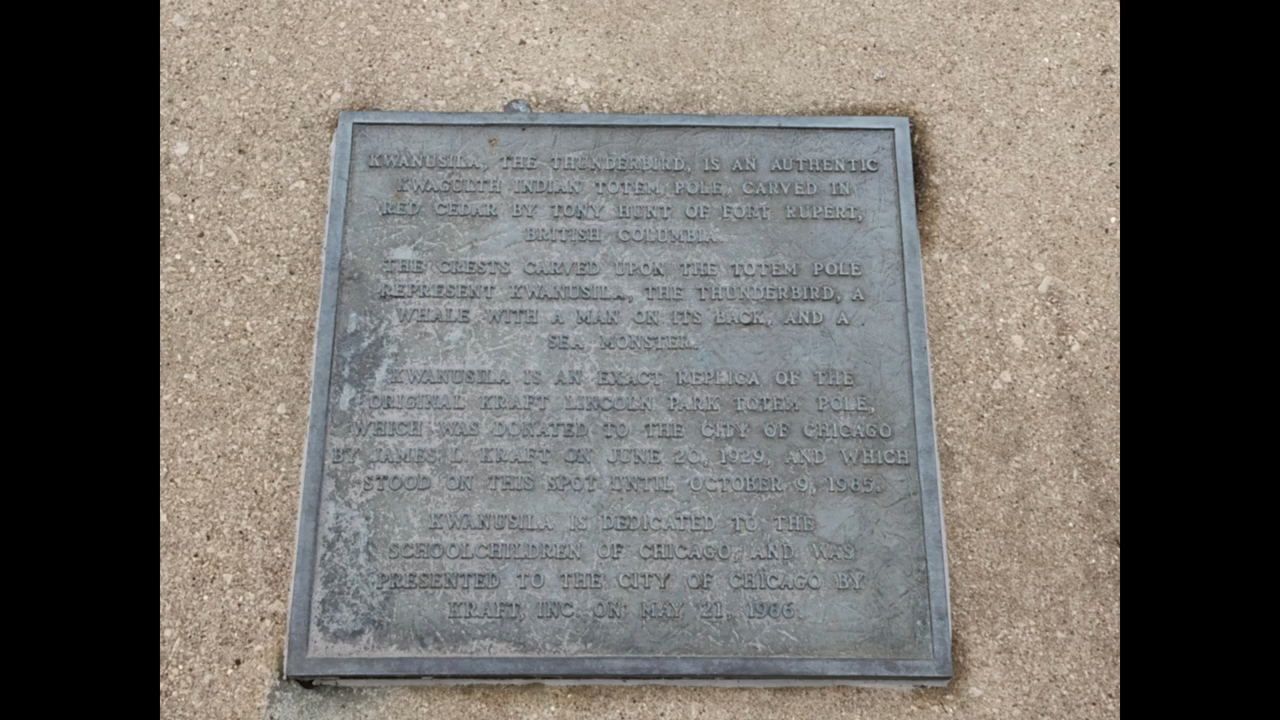 KWANUSILA, THE THUNDERBIRD, IS AN AUTHENTIC
KWAGULTH INDIAN TOTEM POLE, CARVED IN
RED CEDAR BY TONY HUNT OF FORT RUPERT,
BRITISH COLUMBIA.
THE CRESTS CARVED UPON THE TOTEM POLE
REPRESENT KWANUSILA, THE THUNDERBIRD, A
WHALE WITH A MAN ON ITS BACK, AND A
SEA MONSTER.
KWANUSILA IS AN EXACT REPLICA OF THE
ORIGINAL KRAFT LINCOLN PARK TOTEM POLE,
WHICH WAS DONATED TO THE CITY OF CHICAGO
BY JAMES L. KRAFT ON JUNE 20, 1929, AND WHICH
STOOD ON THIS SPOT UNTIL OCTOBER 9, 1985.
KWANUSILA IS DEDICATED TO THE
SCHOOLCHILDREN OF CHICAGO, AND WAS
PRESENTED TO THE CITY OF CHICAGO BY
KRAFT, INC. ON MAY 21, 1986.